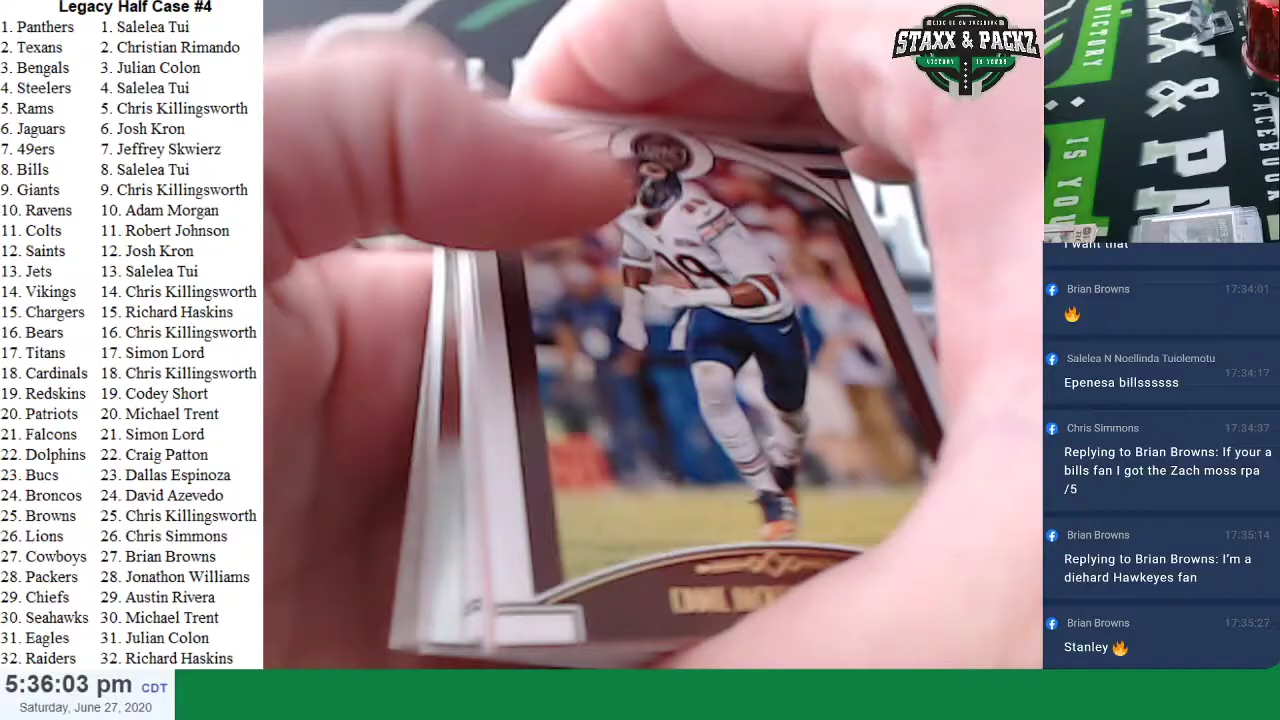 Legacy Half Case #4
1. Panthers 1. Salelea Tui
2. Texans 2. Christian Rimando
3. Bengals 3. Julian Colon
4. Steelers 4. Salelea Tui
5. Rams 5. Chris Killingsworth
6. Jaguars 6. Josh Kron
7. 49ers 7. Jeffrey Skwierz
8. Bills 8. Salelea Tui
9. Giants 9. Chris Killingsworth
10. Ravens 10. Adam Morgan
11. Colts 11. Robert Johnson
12. Saints 12. Josh Kron
13. Jets 13. Salelea Tui
14. Vikings 14. Chris Killingsworth
15. Chargers 15. Richard Haskins
16. Bears 16. Chris Killingsworth
17. Titans 17. Simon Lord
18. Cardinals 18. Chris Killingsworth
19. Redskins 19. Codey Short
20. Patriots 20. Michael Trent
21. Falcons 21. Simon Lord
22. Dolphins 22. Craig Patton
23. Bucs 23. Dallas Espinoza
24. Broncos 24. David Azevedo
25. Browns 25. Chris Killingsworth
26. Lions 26. Chris Simmons
27. Cowboys 27. Brian Browns
28. Packers 28. Jonathon Williams
29. Chiefs 29. Austin Rivera
30. Seahawks 30. Michael Trent
31. Eagles 31. Julian Colon
32. Raiders 32. Richard Haskins
5:36:03 pm CDT
Saturday, June 27, 2020
STAXX & PACKZ
VICTORY IS YOURS
VICTORY
IS YOU
XX & PA
FACEBOOK
I want that
Brian Browns 17:34:01
🔥
Salelea N Noellinda Tuiolemotu 17:34:17
Epenesa billssssss
Chris Simmons 17:34:37
Replying to Brian Browns: If your a
bills fan I got the Zach moss rpa
/5
Brian Browns 17:35:14
Replying to Brian Browns: I'm a
diehard Hawkeyes fan
Brian Browns 17:35:27
Stanley 🔥